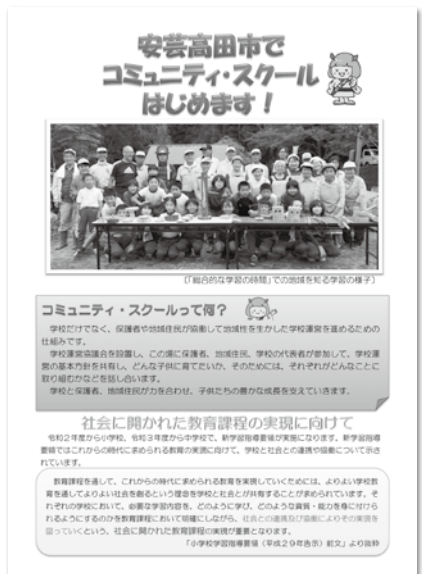 安芸高田市で
コミュニティ・スクール
はじめます!
(「総合的な学習の時間」での地域を知る学習の様子)
コミュニティ・スクールって何?
学校だけでなく、保護者や地域住民が協働して地域性を生かした学校運営を進めるための
仕組みです。
学校運営協議会を設置し、この場に保護者、地域住民、学校の代表者が参加して、学校運
営の基本方針を共有し、どんな子供に育てたいか、そのためには、それぞれがどんなことに
取り組むかなどを話し合います。
学校と保護者、地域住民が力を合わせ、子供たちの豊かな成長を支えていきます。
社会に開かれた教育課程の実現に向けて
令和2年度から小学校、令和3年度から中学校で、新学習指導要領が実施になります。新学習指導
要領ではこれからの時代に求められる教育の実現に向けて、学校と社会との連携や協働について示さ
れています。
教育課程を通して、これからの時代に求められる教育を実現していくためには、よりよい学校教
育を通してよりよい社会を創るという理念を学校と社会とが共有することが求められています。そ
れぞれの学校において、必要な学習内容を、どのように学び、どのような資質・能力を身に付けら
れるようにするのかを教育課程において明確にしながら、社会との連携及び協働によりその実現を
図っていくという、社会に開かれた教育課程の実現が重要となります。
「小学校学習指導要領(平成29年告示)前文」より抜粋